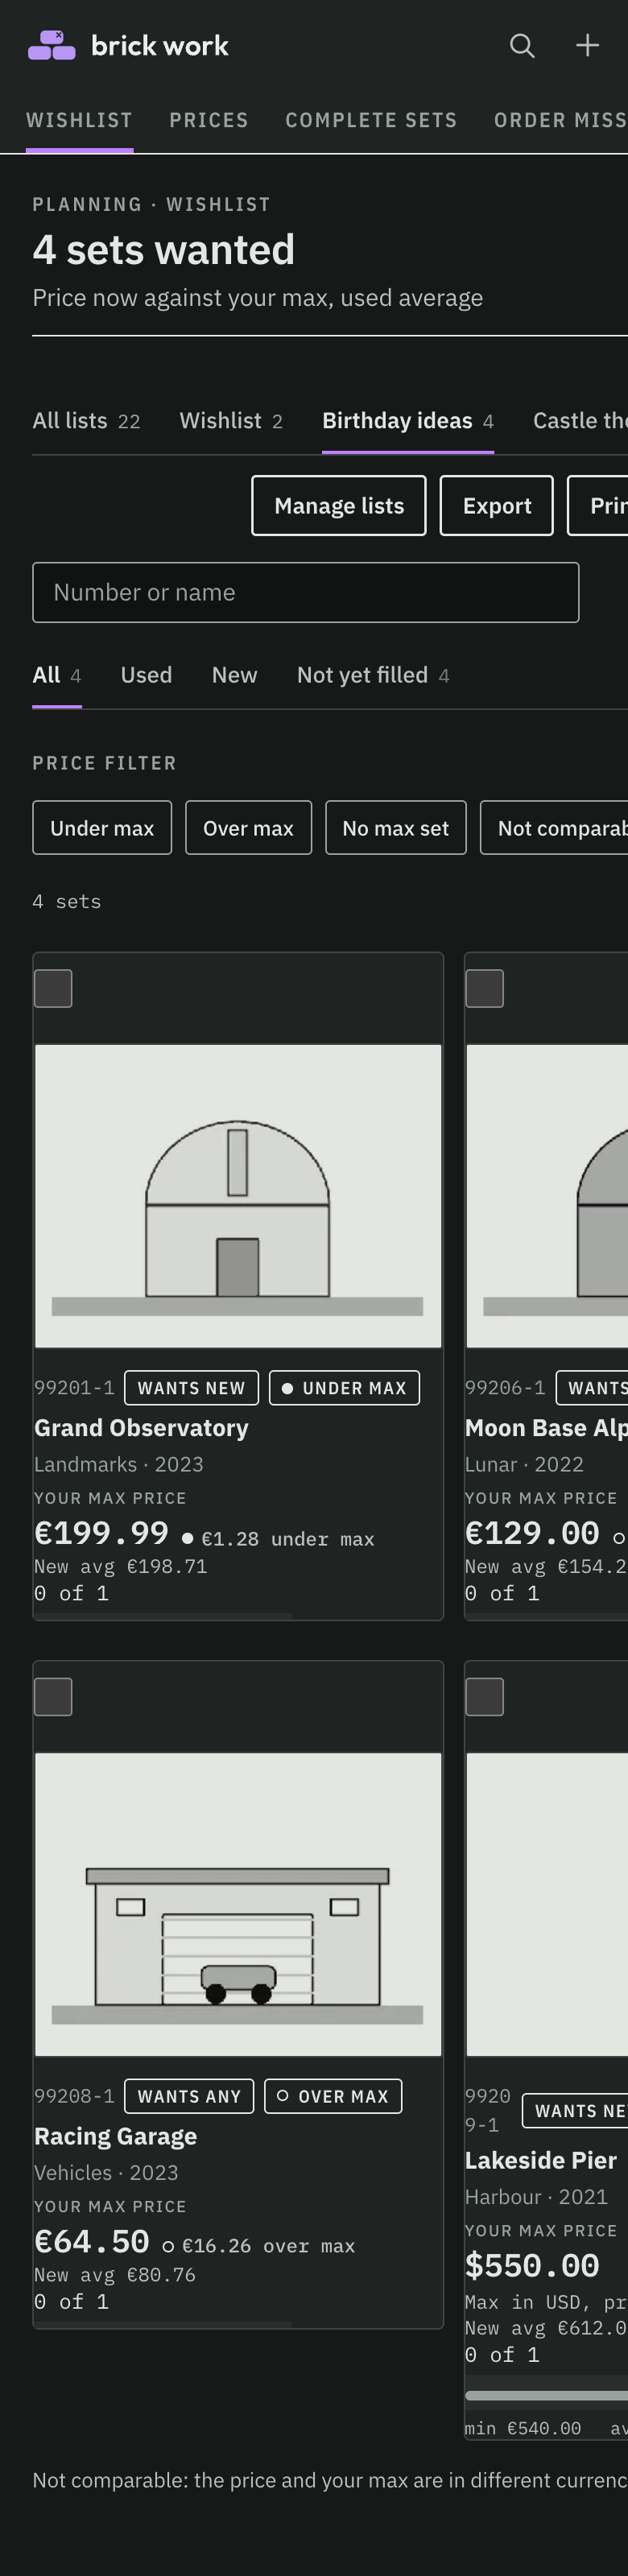 brick work
WISHLIST PRICES COMPLETE SETS ORDER MISS
PLANNING · WISHLIST
4 sets wanted
Price now against your max, used average
All lists 22 Wishlist 2 Birthday ideas 4 Castle the
Manage lists Export Prin
Number or name
All 4 Used New Not yet filled 4
PRICE FILTER
Under max Over max No max set Not comparab
4 sets
99201-1 WANTS NEW UNDER MAX
Grand Observatory
Landmarks · 2023
YOUR MAX PRICE
€199.99 €1.28 under max
New avg €198.71
0 of 1
99206-1 WANTS
Moon Base Alp
Lunar · 2022
YOUR MAX PRICE
€129.00
New avg €154.2
0 of 1
99208-1 WANTS ANY OVER MAX
Racing Garage
Vehicles · 2023
YOUR MAX PRICE
€64.50 €16.26 over max
New avg €80.76
0 of 1
9920
9-1 WANTS NE
Lakeside Pier
Harbour · 2021
YOUR MAX PRICE
$550.00
Max in USD, pr
New avg €612.0
0 of 1
min €540.00 av
Not comparable: the price and your max are in different currenc